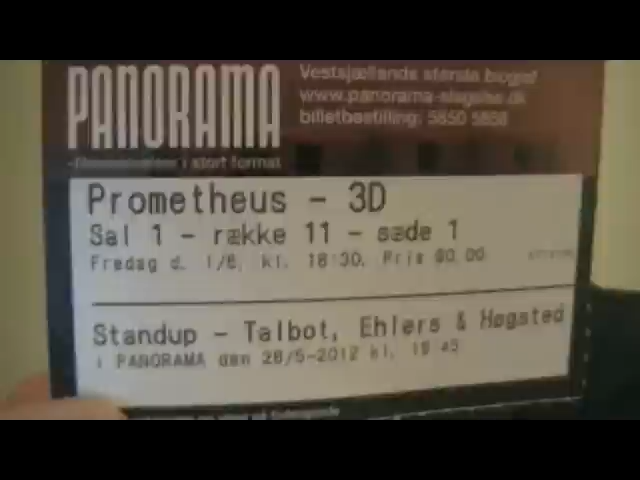 PANORAMA
Vestsjællands største biograf
www.panorama-slagelse.dk
billetbestilling: 5850 5858
i stort format
Prometheus - 3D
Sal 1 - række 11 - sæde 1
Fredag d. 1/6, kl. 18:30. Pris 80.00
Standup - Talbot, Ehlers & Høgsted
i PANORAMA den 28/5-2012 kl. 19:45